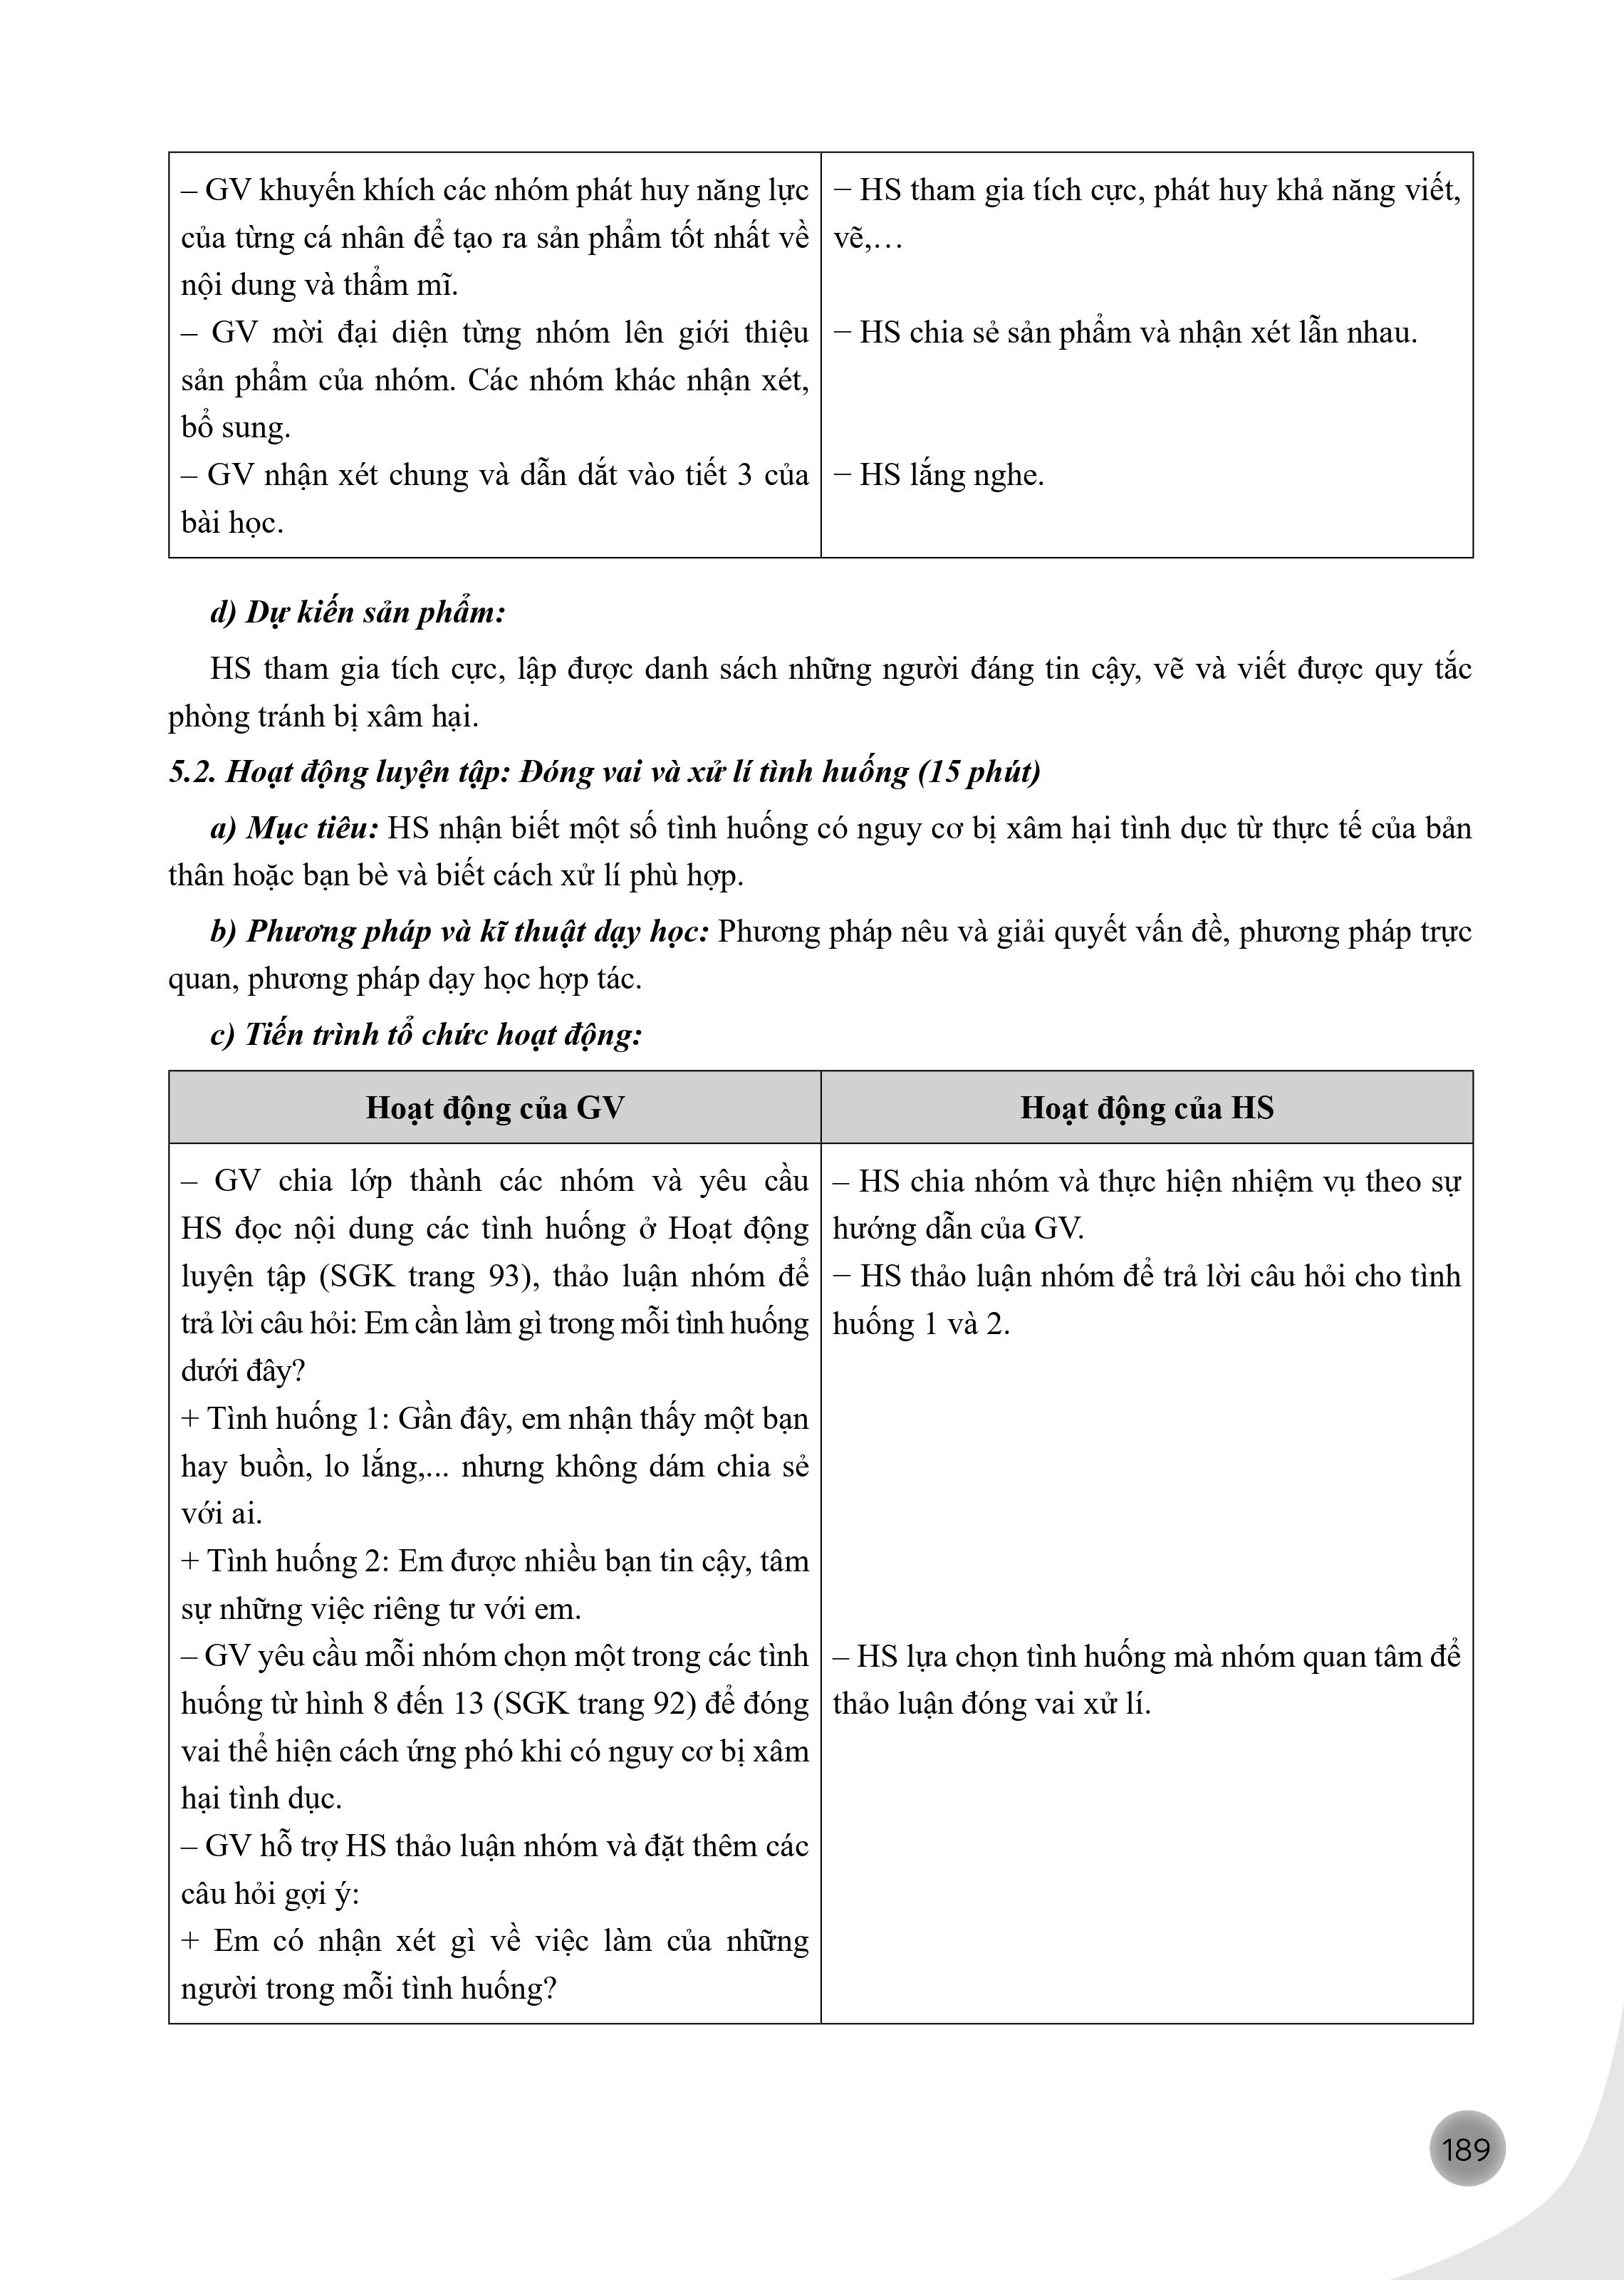 – GV khuyến khích các nhóm phát huy năng lực
của từng cá nhân để tạo ra sản phẩm tốt nhất về
nội dung và thẩm mĩ.
– GV mời đại diện từng nhóm lên giới thiệu
sản phẩm của nhóm. Các nhóm khác nhận xét,
bổ sung.
– GV nhận xét chung và dẫn dắt vào tiết 3 của
bài học.
− HS tham gia tích cực, phát huy khả năng viết,
vẽ,…
− HS chia sẻ sản phẩm và nhận xét lẫn nhau.
− HS lắng nghe.
d) Dự kiến sản phẩm:
HS tham gia tích cực, lập được danh sách những người đáng tin cậy, vẽ và viết được quy tắc
phòng tránh bị xâm hại.
5.2. Hoạt động luyện tập: Đóng vai và xử lí tình huống (15 phút)
a) Mục tiêu: HS nhận biết một số tình huống có nguy cơ bị xâm hại tình dục từ thực tế của bản
thân hoặc bạn bè và biết cách xử lí phù hợp.
b) Phương pháp và kĩ thuật dạy học: Phương pháp nêu và giải quyết vấn đề, phương pháp trực
quan, phương pháp dạy học hợp tác.
c) Tiến trình tổ chức hoạt động:
Hoạt động của GV
Hoạt động của HS
– GV chia lớp thành các nhóm và yêu cầu
HS đọc nội dung các tình huống ở Hoạt động
luyện tập (SGK trang 93), thảo luận nhóm để
trả lời câu hỏi: Em cần làm gì trong mỗi tình huống
dưới đây?
+ Tình huống 1: Gần đây, em nhận thấy một bạn
hay buồn, lo lắng,... nhưng không dám chia sẻ
với ai.
+ Tình huống 2: Em được nhiều bạn tin cậy, tâm
sự những việc riêng tư với em.
– GV yêu cầu mỗi nhóm chọn một trong các tình
huống từ hình 8 đến 13 (SGK trang 92) để đóng
vai thể hiện cách ứng phó khi có nguy cơ bị xâm
hại tình dục.
– GV hỗ trợ HS thảo luận nhóm và đặt thêm các
câu hỏi gợi ý:
+ Em có nhận xét gì về việc làm của những
người trong mỗi tình huống?
– HS chia nhóm và thực hiện nhiệm vụ theo sự
hướng dẫn của GV.
− HS thảo luận nhóm để trả lời câu hỏi cho tình
huống 1 và 2.
– HS lựa chọn tình huống mà nhóm quan tâm để
thảo luận đóng vai xử lí.
189